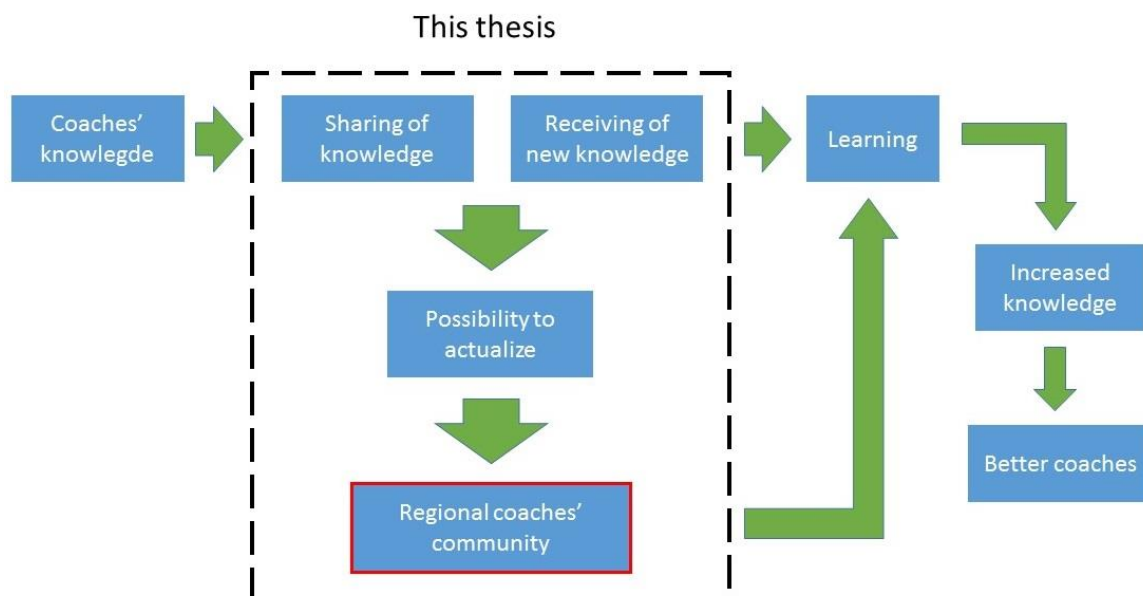 This thesis
Coaches’
knowlegde
Sharing of
knowledge
Receiving of
new knowledge
Learning
Increased
knowledge
Possibility to
actualize
Better coaches
Regional coaches’
community